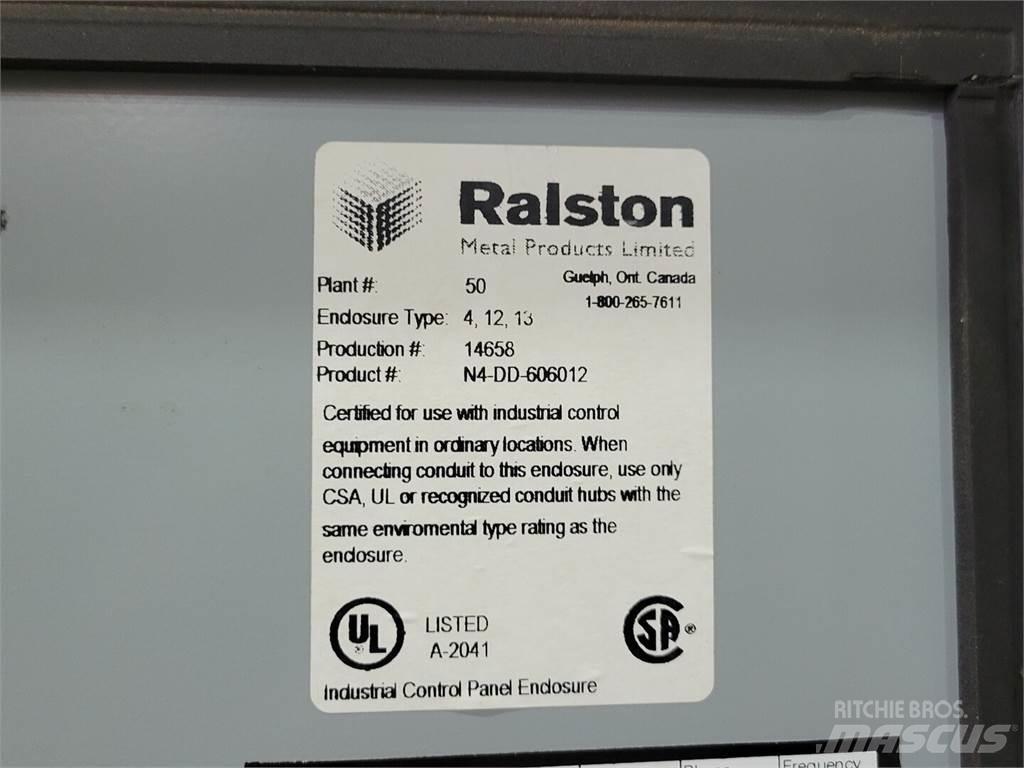 Ralston
Metal Products Limited
Guelph, Ont. Canada
1-800-265-7611
Plant #: 50
Enclosure Type: 4, 12, 13
Production #: 14658
Product #: N4-DD-606012
Certified for use with industrial control
equipment in ordinary locations. When
connecting conduit to this enclosure, use only
CSA, UL or recognized conduit hubs with the
same enviromental type rating as the
enclosure.
UL ® LISTED
A-2041
SA ®
Industrial Control Panel Enclosure
RITCHIE BROS.
MASCUS
Phase Frequency